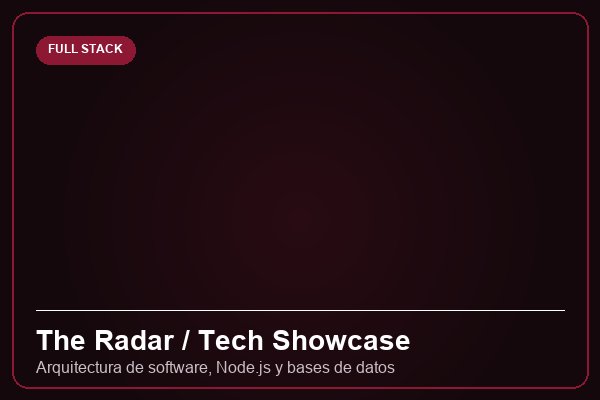 FULL STACK
The Radar / Tech Showcase
Arquitectura de software, Node.js y bases de datos